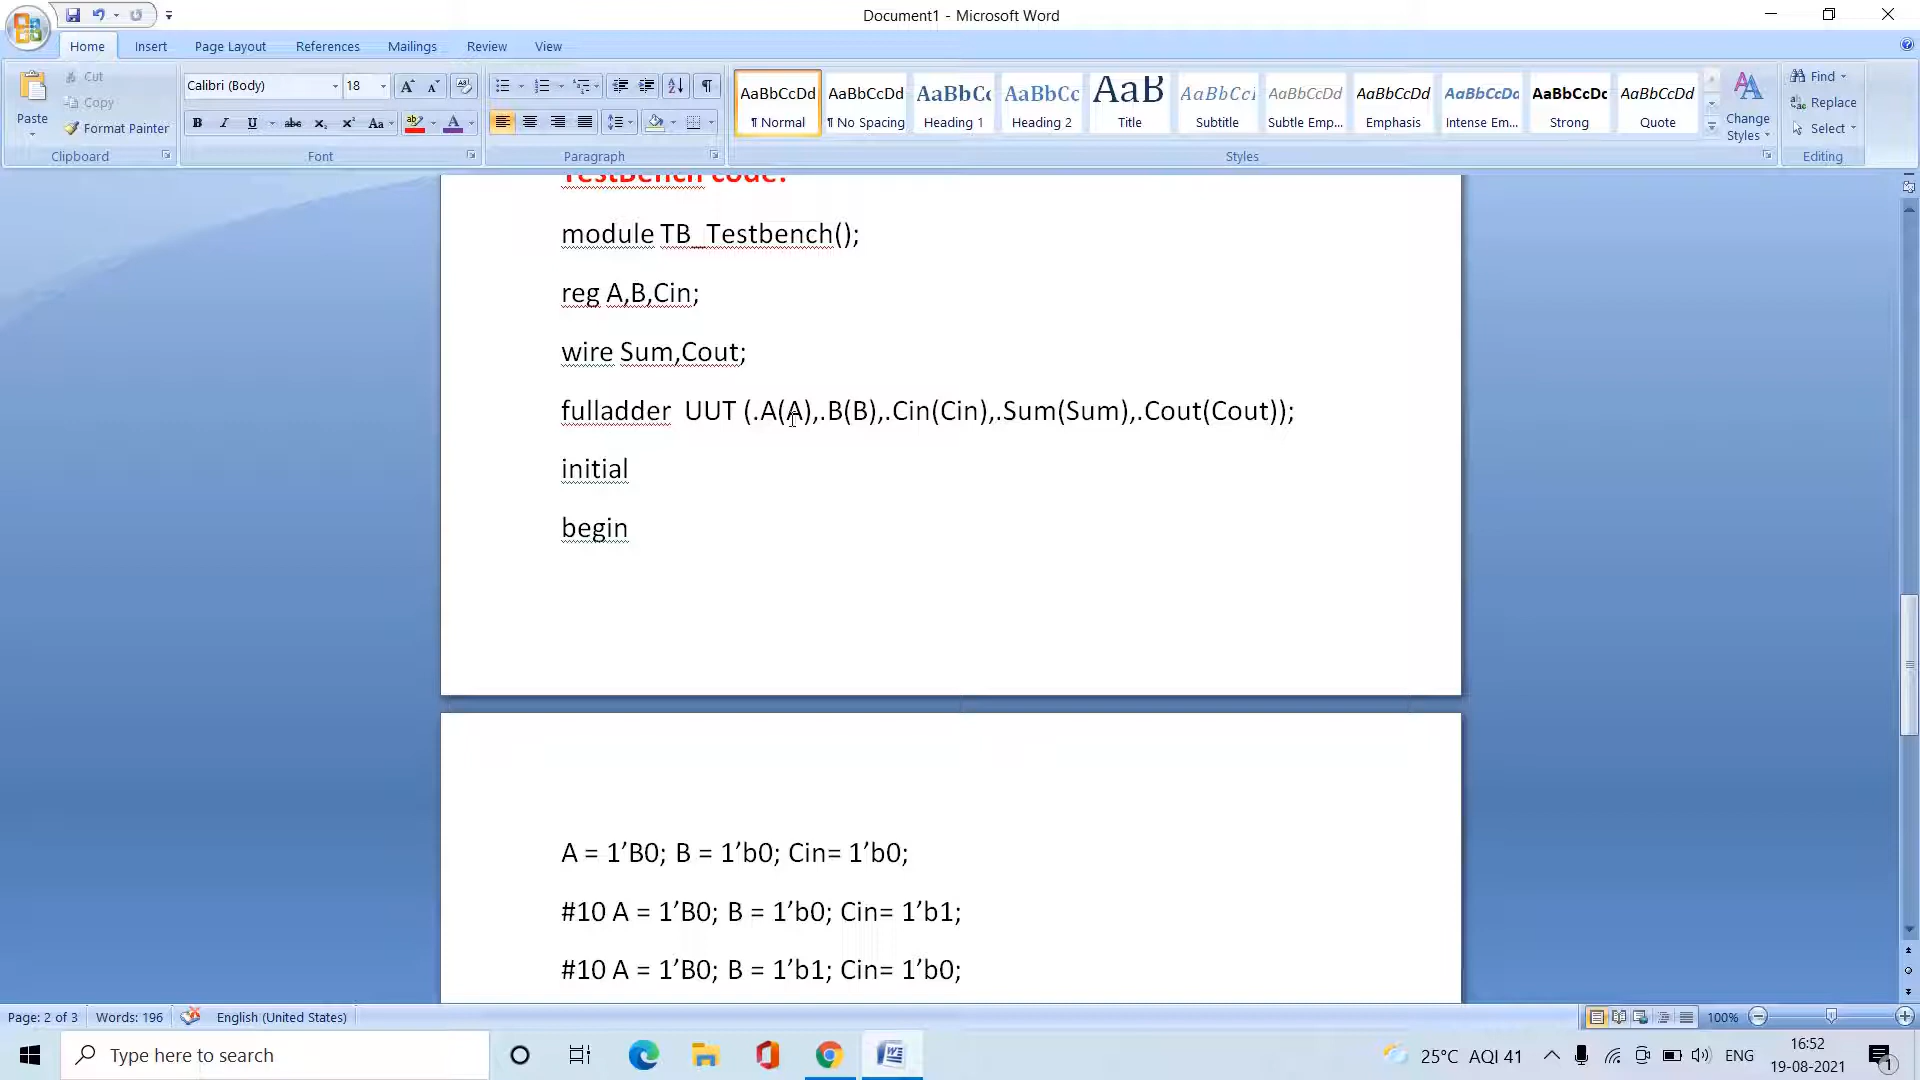 Document1 - Microsoft Word
Home Insert Page Layout References Mailings Review View
Cut
Copy
Format Painter
Paste
Clipboard
Calibri (Body) 18
Font
Paragraph
AaBbCcDd AaBbCcDd AaBbCc AaBbCc AaB AaBbCcI AaBbCcDd AaBbCcDd AaBbCcDd AaBbCcDc AaBbCcDd
¶ Normal ¶ No Spacing Heading 1 Heading 2 Title Subtitle Subtle Emp... Emphasis Intense Em... Strong Quote
Change Styles
Styles
Find
Replace
Select
Editing
TestBench code:
module TB_Testbench();
reg A,B,Cin;
wire Sum,Cout;
fulladder UUT (.A(A),.B(B),.Cin(Cin),.Sum(Sum),.Cout(Cout));
initial
begin
A = 1’B0; B = 1’b0; Cin= 1’b0;
#10 A = 1’B0; B = 1’b0; Cin= 1’b1;
#10 A = 1’B0; B = 1’b1; Cin= 1’b0;
Page: 2 of 3 Words: 196 English (United States) 100%
Type here to search
25°C AQI 41 ENG
16:52
19-08-2021
1